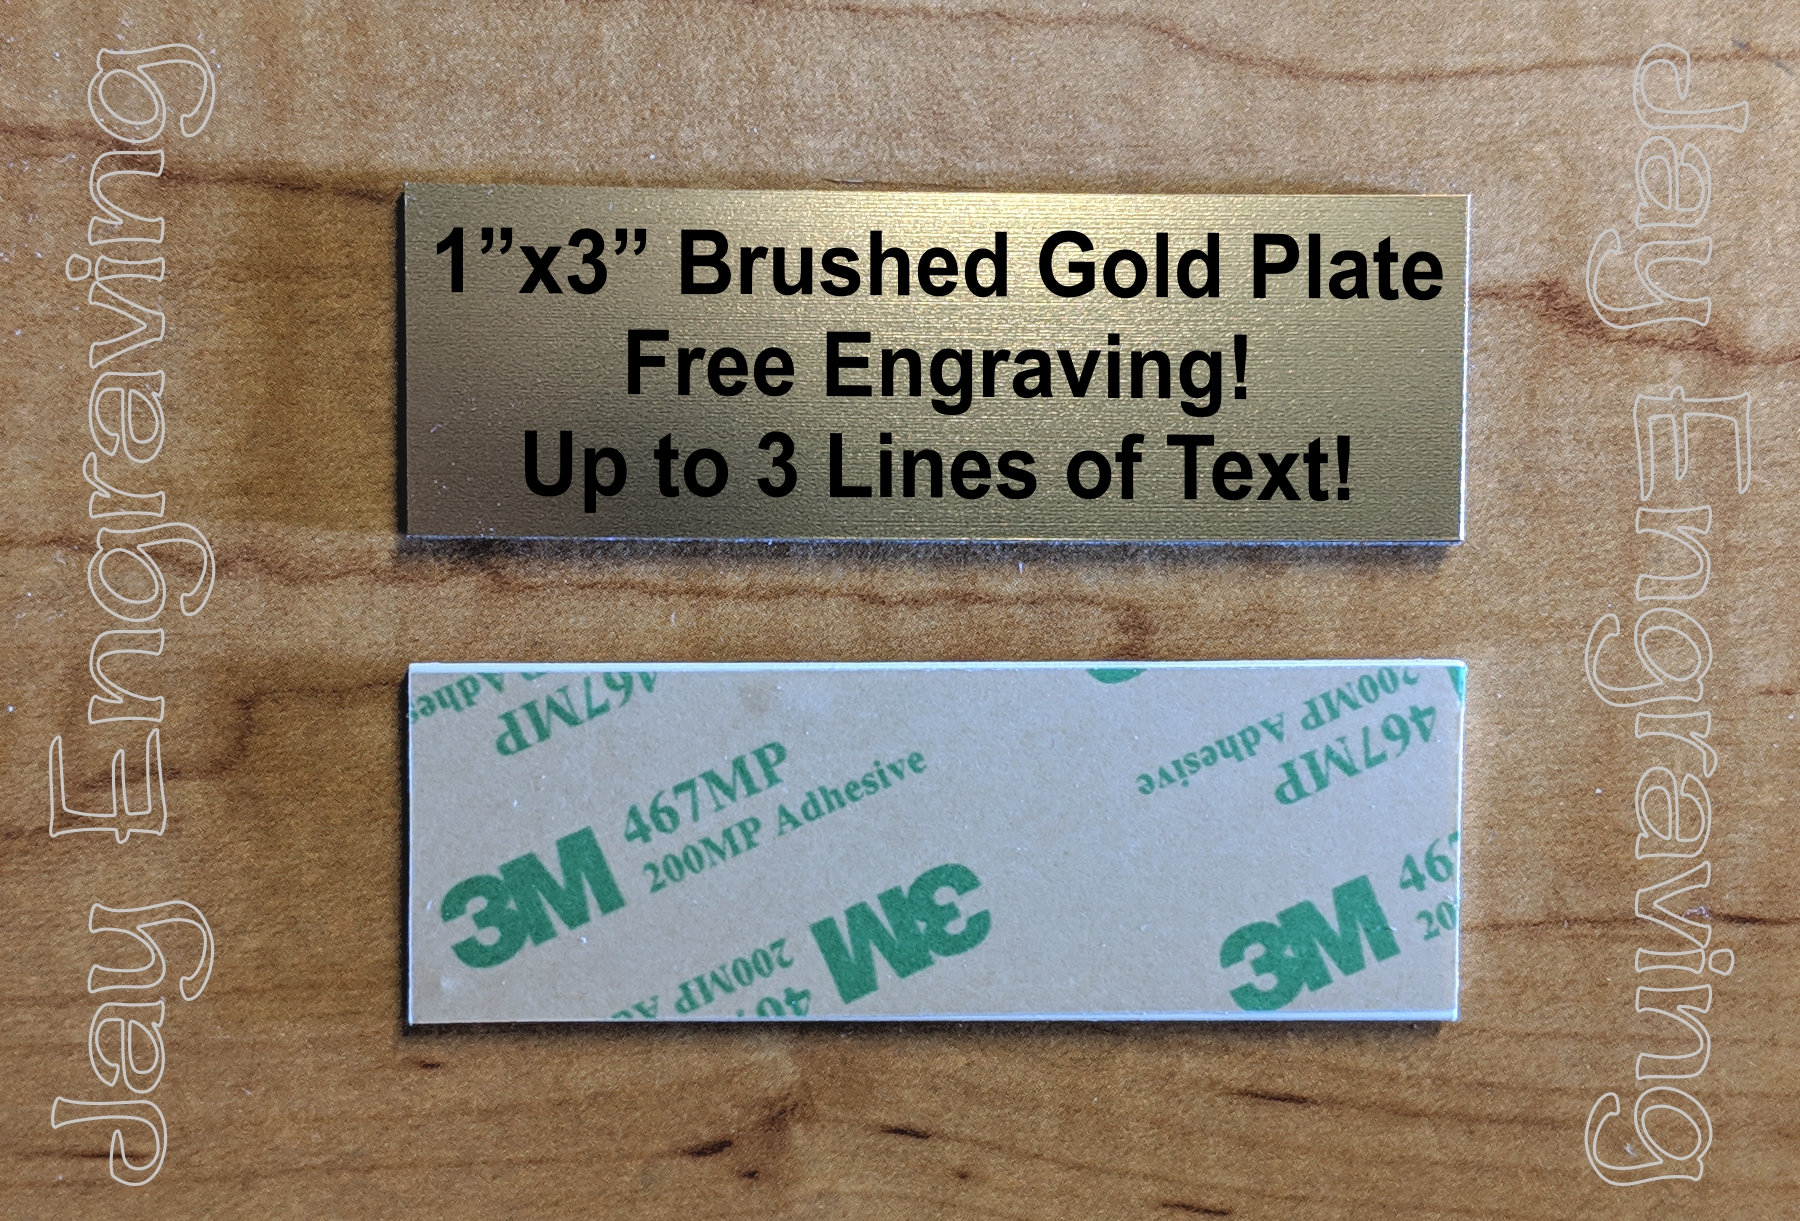 Jay Engraving
1”x3” Brushed Gold Plate
Free Engraving!
Up to 3 Lines of Text!
Jay Engraving
Adhesive
467MP
3M
467MP
200MP Adhesive
3M
200MP
200MP Adhesive
467MP
3M